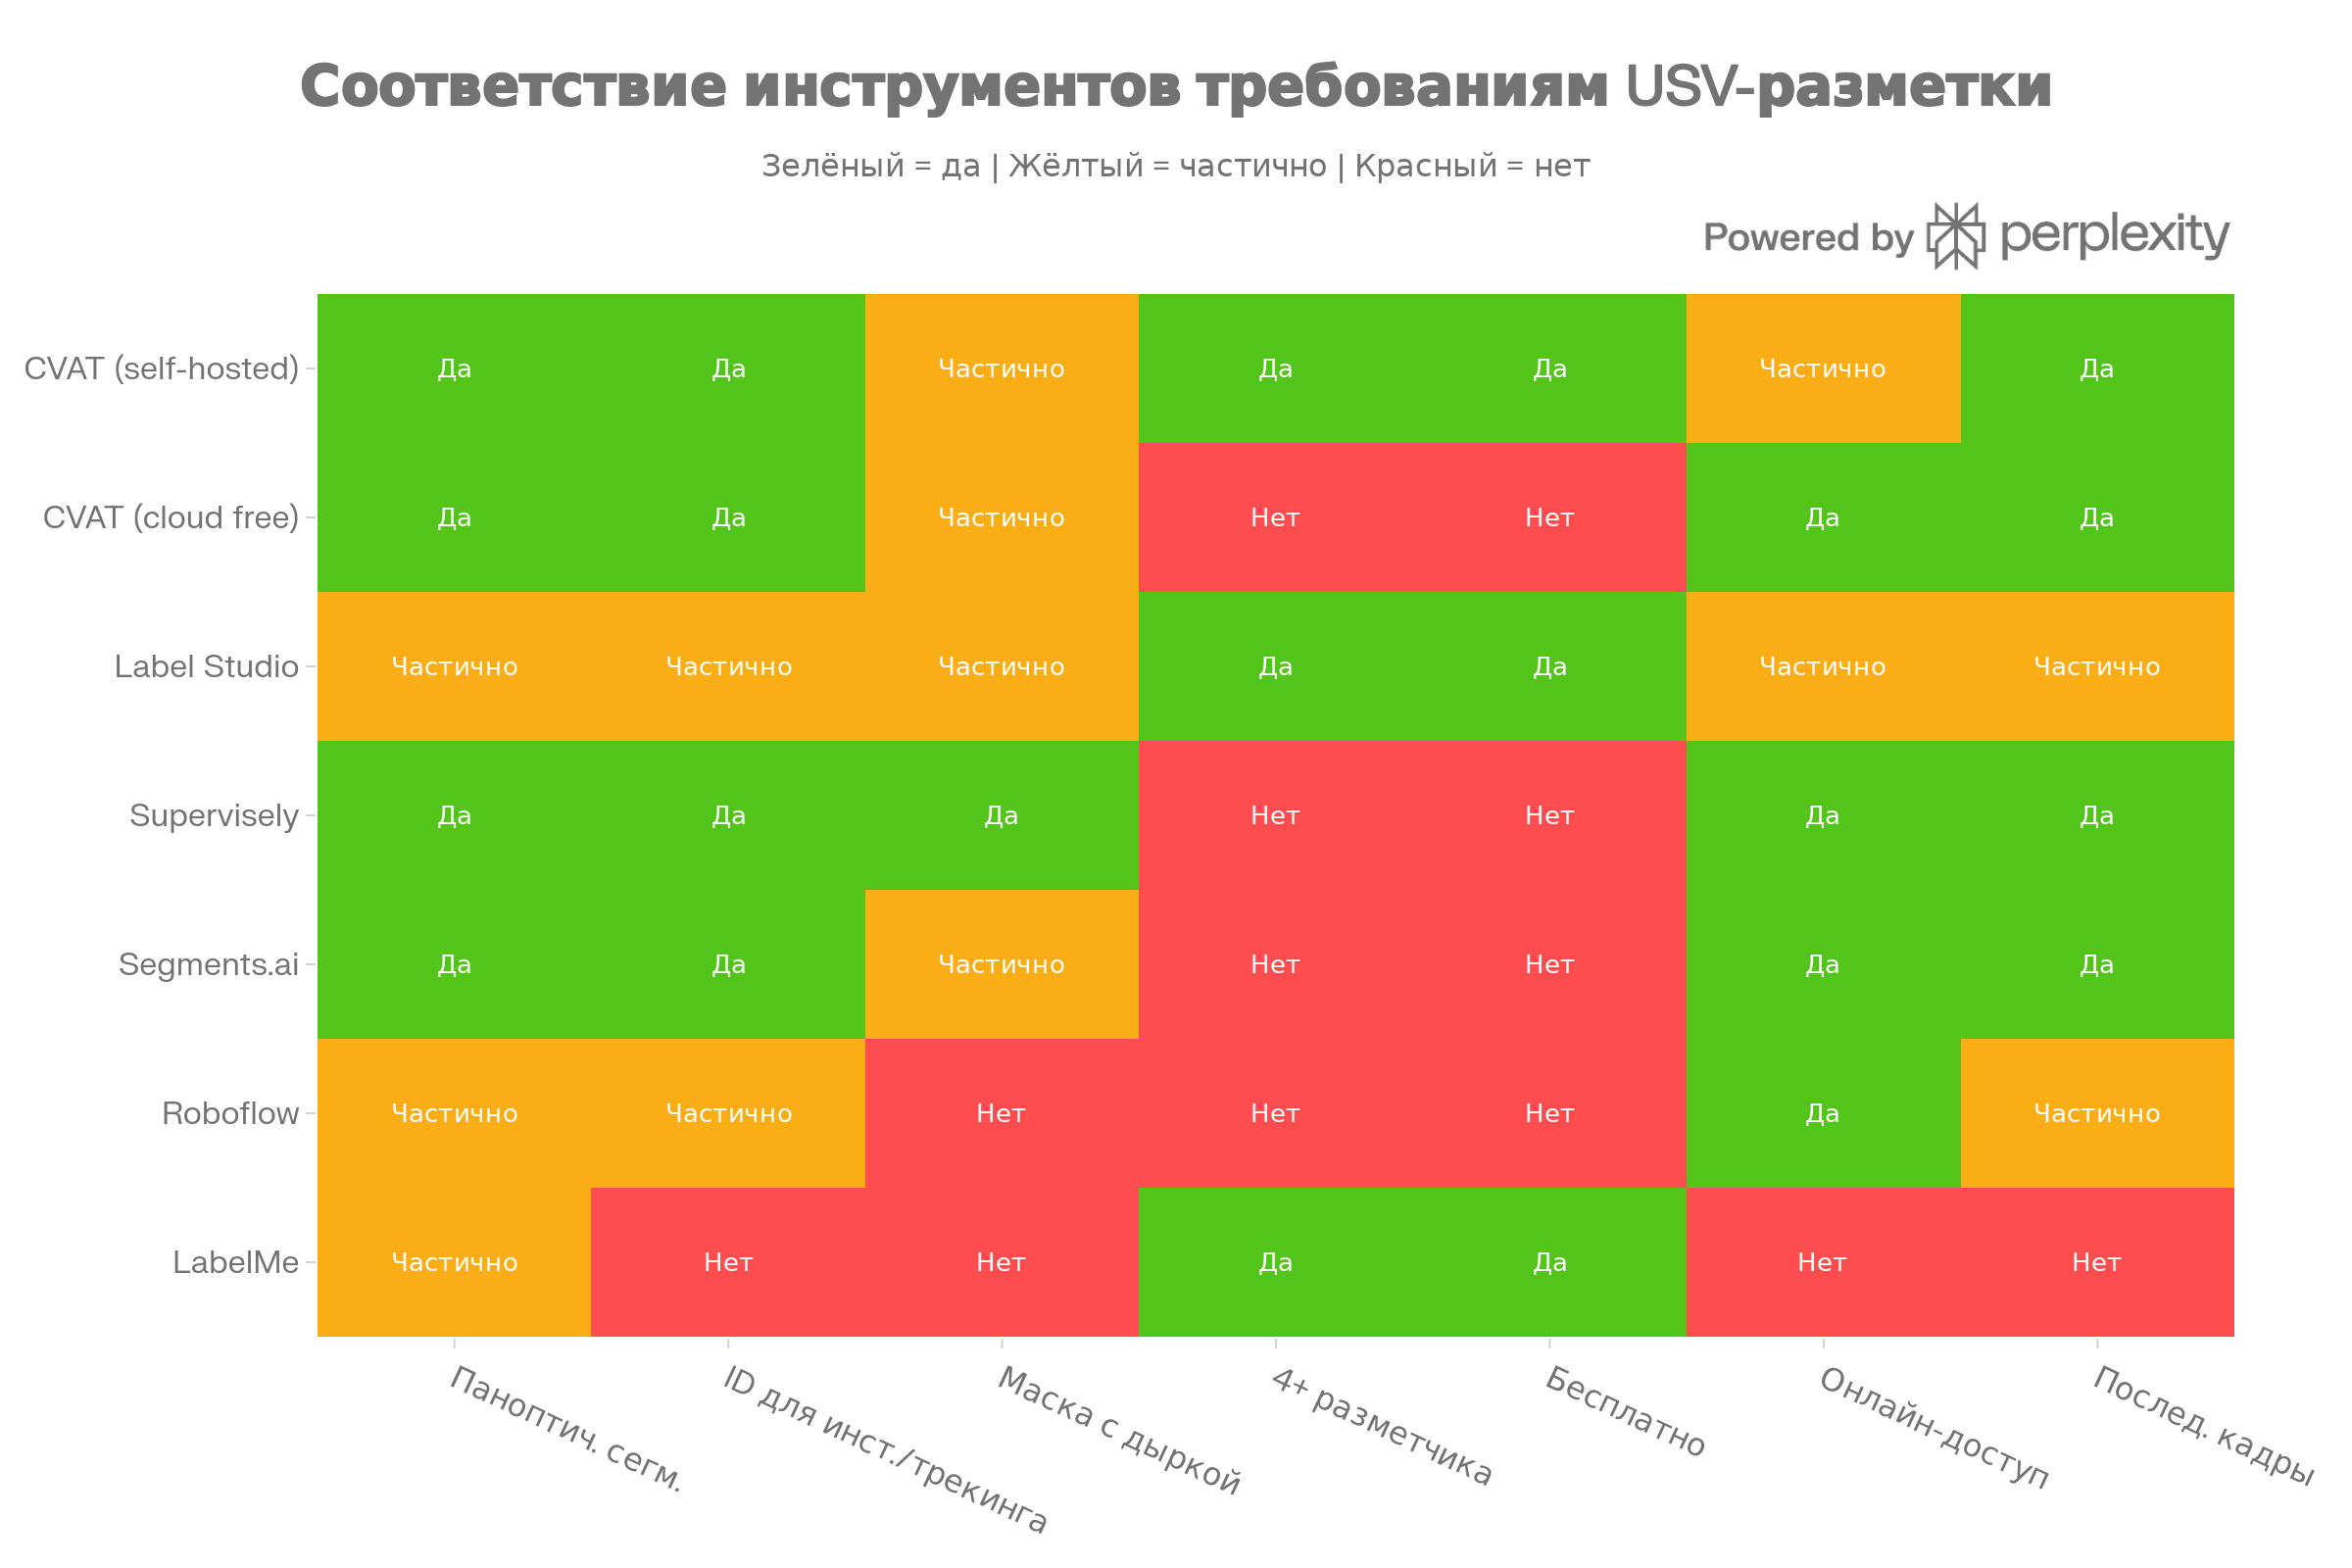 Соответствие инструментов требованиям USV-разметки
Зелёный = да | Жёлтый = частично | Красный = нет
Powered by perplexity
CVAT (self-hosted) Да Да Частично Да Да Частично Да
CVAT (cloud free) Да Да Частично Нет Нет Да Да
Label Studio Частично Частично Частично Да Да Частично Частично
Supervisely Да Да Да Нет Нет Да Да
Segments.ai Да Да Частично Нет Нет Да Да
Roboflow Частично Частично Нет Нет Нет Да Частично
LabelMe Частично Нет Нет Да Да Нет Нет
Паноптич. сегм. ID для инст./трекинга Маска с дыркой 4+ разметчика Бесплатно Онлайн-доступ Послед. кадры